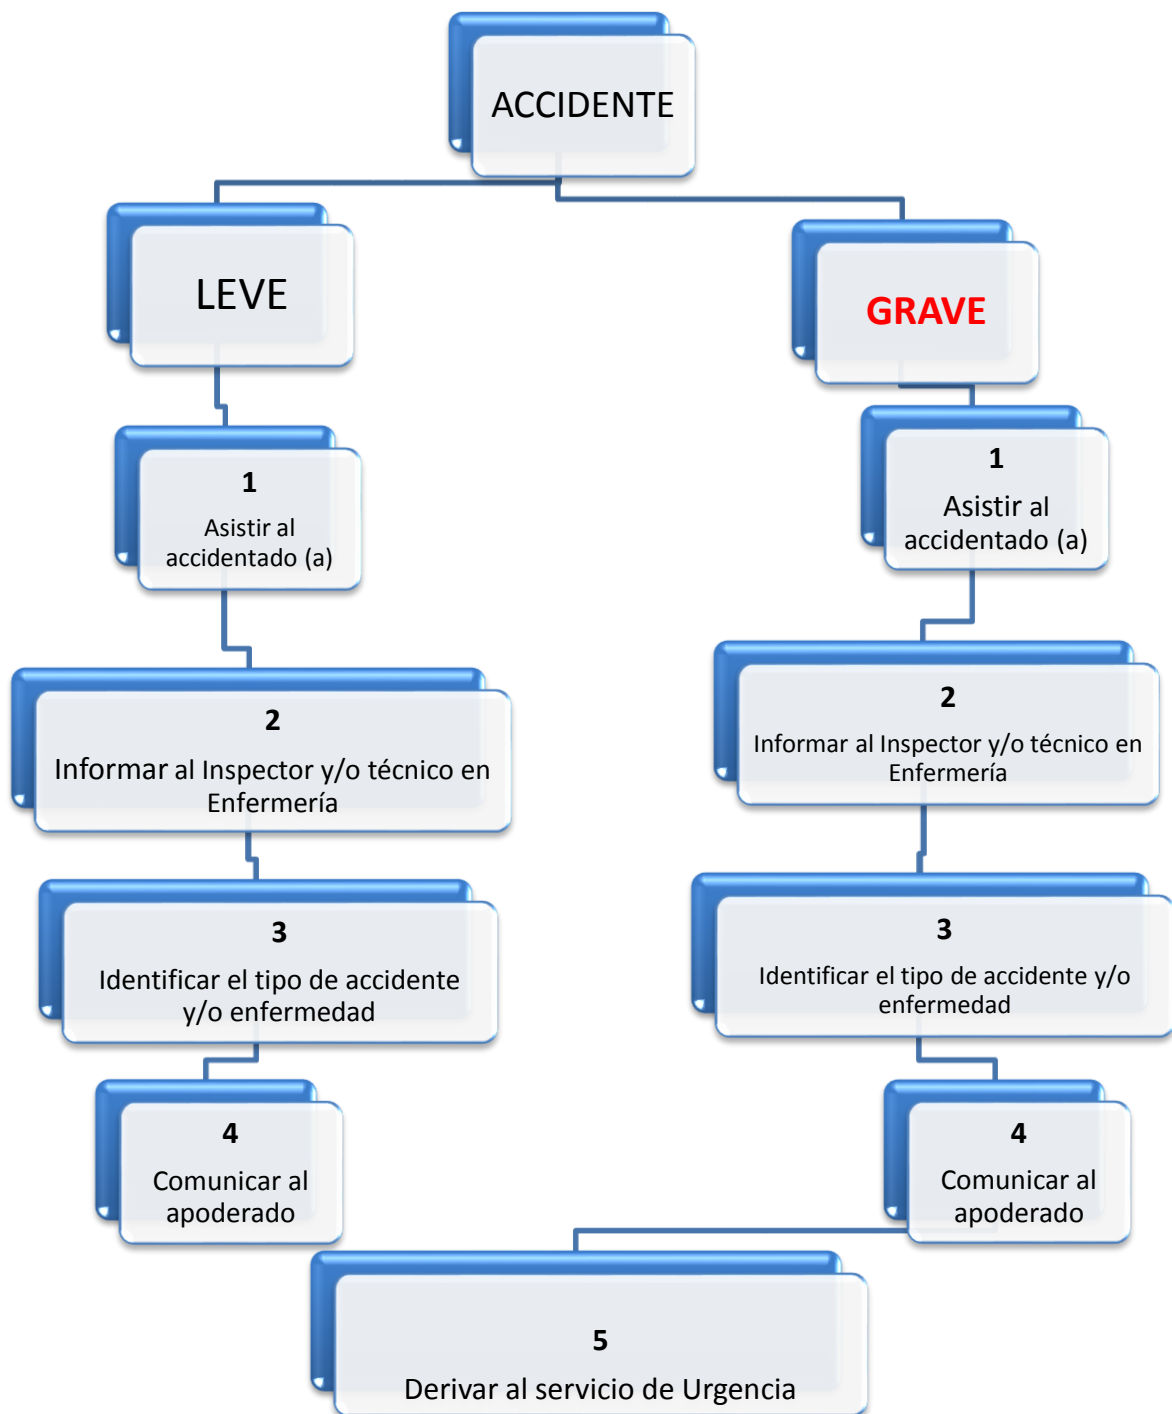 ACCIDENTE
LEVE
GRAVE
1
Asistir al
accidentado (a)
1
Asistir al
accidentado (a)
2
Informar al Inspector y/o técnico en
Enfermería
2
Informar al Inspector y/o técnico en
Enfermería
3
Identificar el tipo de accidente
y/o enfermedad
3
Identificar el tipo de accidente y/o
enfermedad
4
Comunicar al
apoderado
4
Comunicar al
apoderado
5
Derivar al servicio de Urgencia